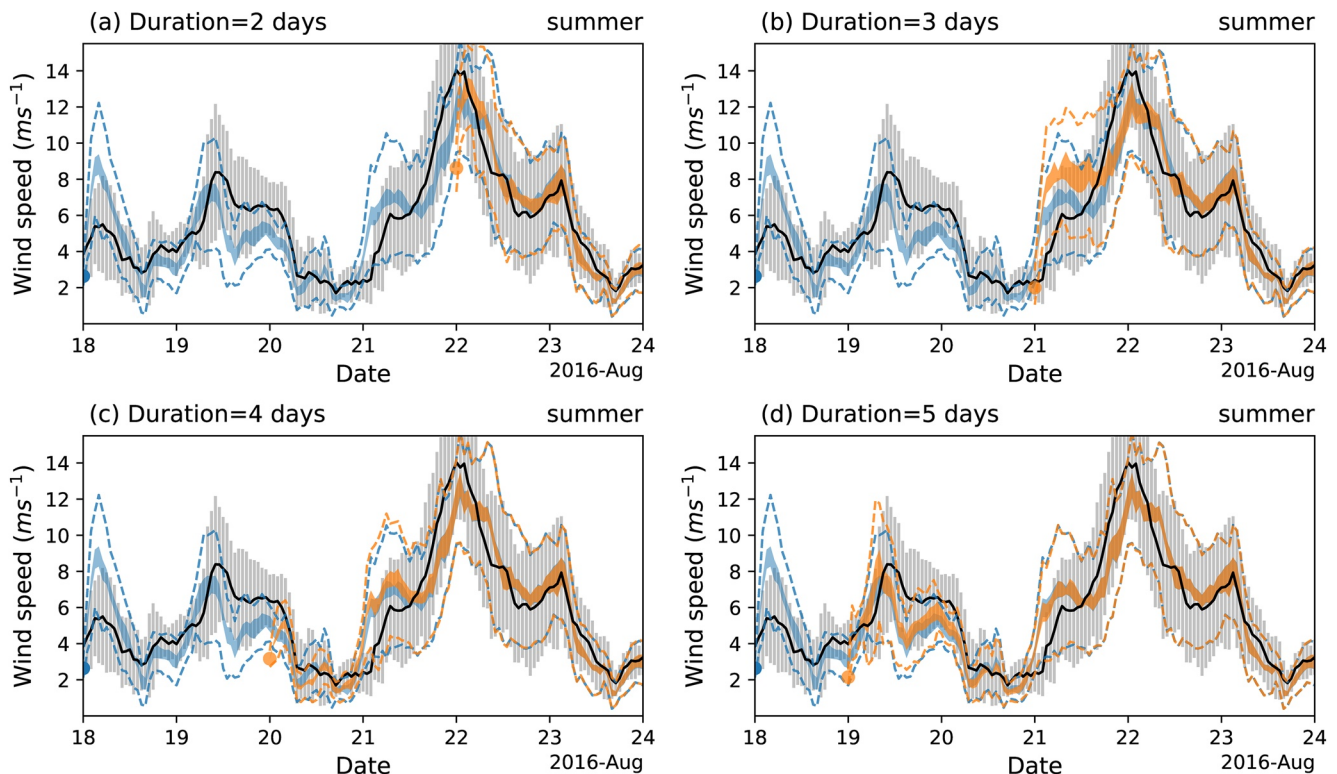 (a) Duration=2 days summer
Wind speed (ms⁻¹)
14
12
10
8
6
4
2
18 19 20 21 22 23 24
Date 2016-Aug
(b) Duration=3 days summer
Wind speed (ms⁻¹)
14
12
10
8
6
4
2
18 19 20 21 22 23 24
Date 2016-Aug
(c) Duration=4 days summer
Wind speed (ms⁻¹)
14
12
10
8
6
4
2
18 19 20 21 22 23 24
Date 2016-Aug
(d) Duration=5 days summer
Wind speed (ms⁻¹)
14
12
10
8
6
4
2
18 19 20 21 22 23 24
Date 2016-Aug